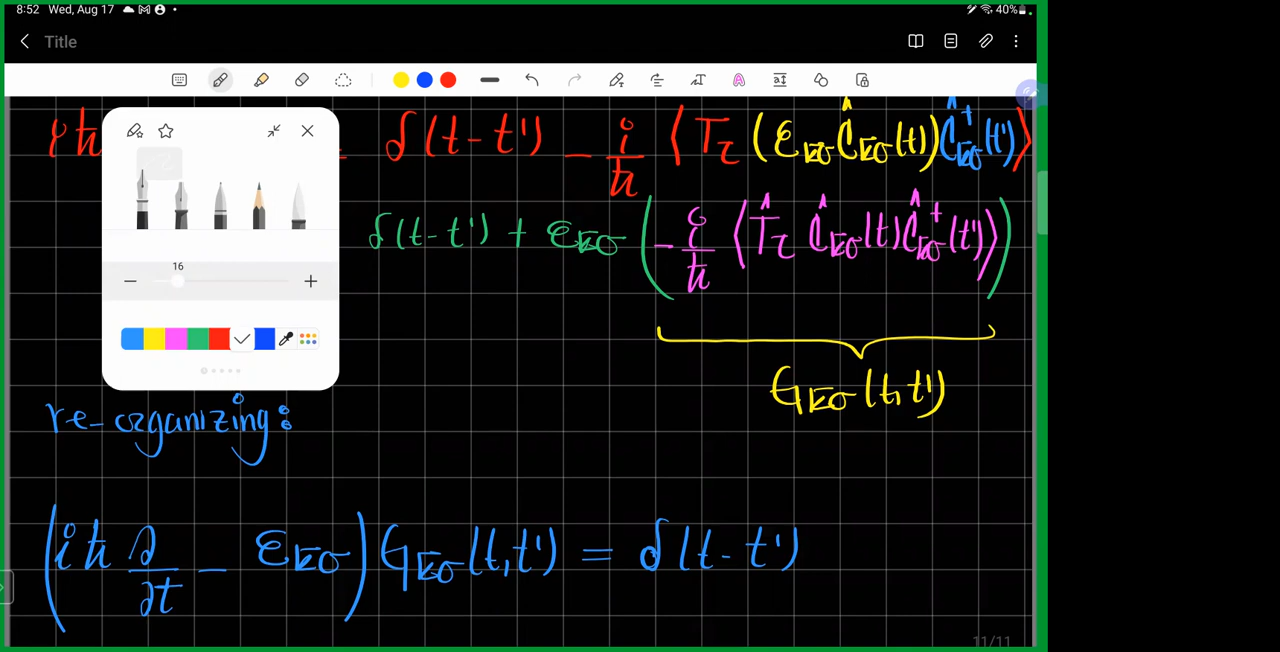 8:52 Wed, Aug 17
40%
Title
iħ δ(t-t') - i/ħ ⟨T_τ (ε_kσ Ĉ_kσ(t)) Ĉ†_kσ(t')⟩
16
δ(t-t') + ε_kσ (-i/ħ ⟨T̂_τ Ĉ_kσ(t) Ĉ†_kσ(t')⟩)
G_kσ(t,t')
re-organizing:
(iħ ∂/∂t - ε_kσ) G_kσ(t,t') = δ(t-t')
11/11